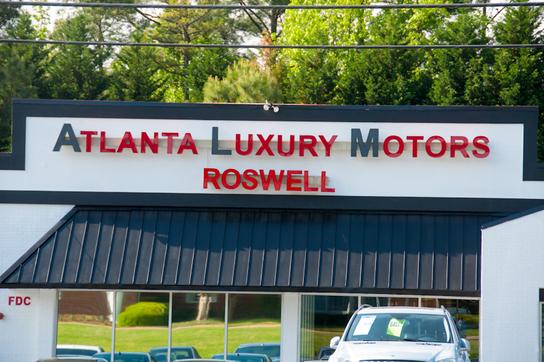 ATLANTA LUXURY MOTORS
ROSWELL
FDC